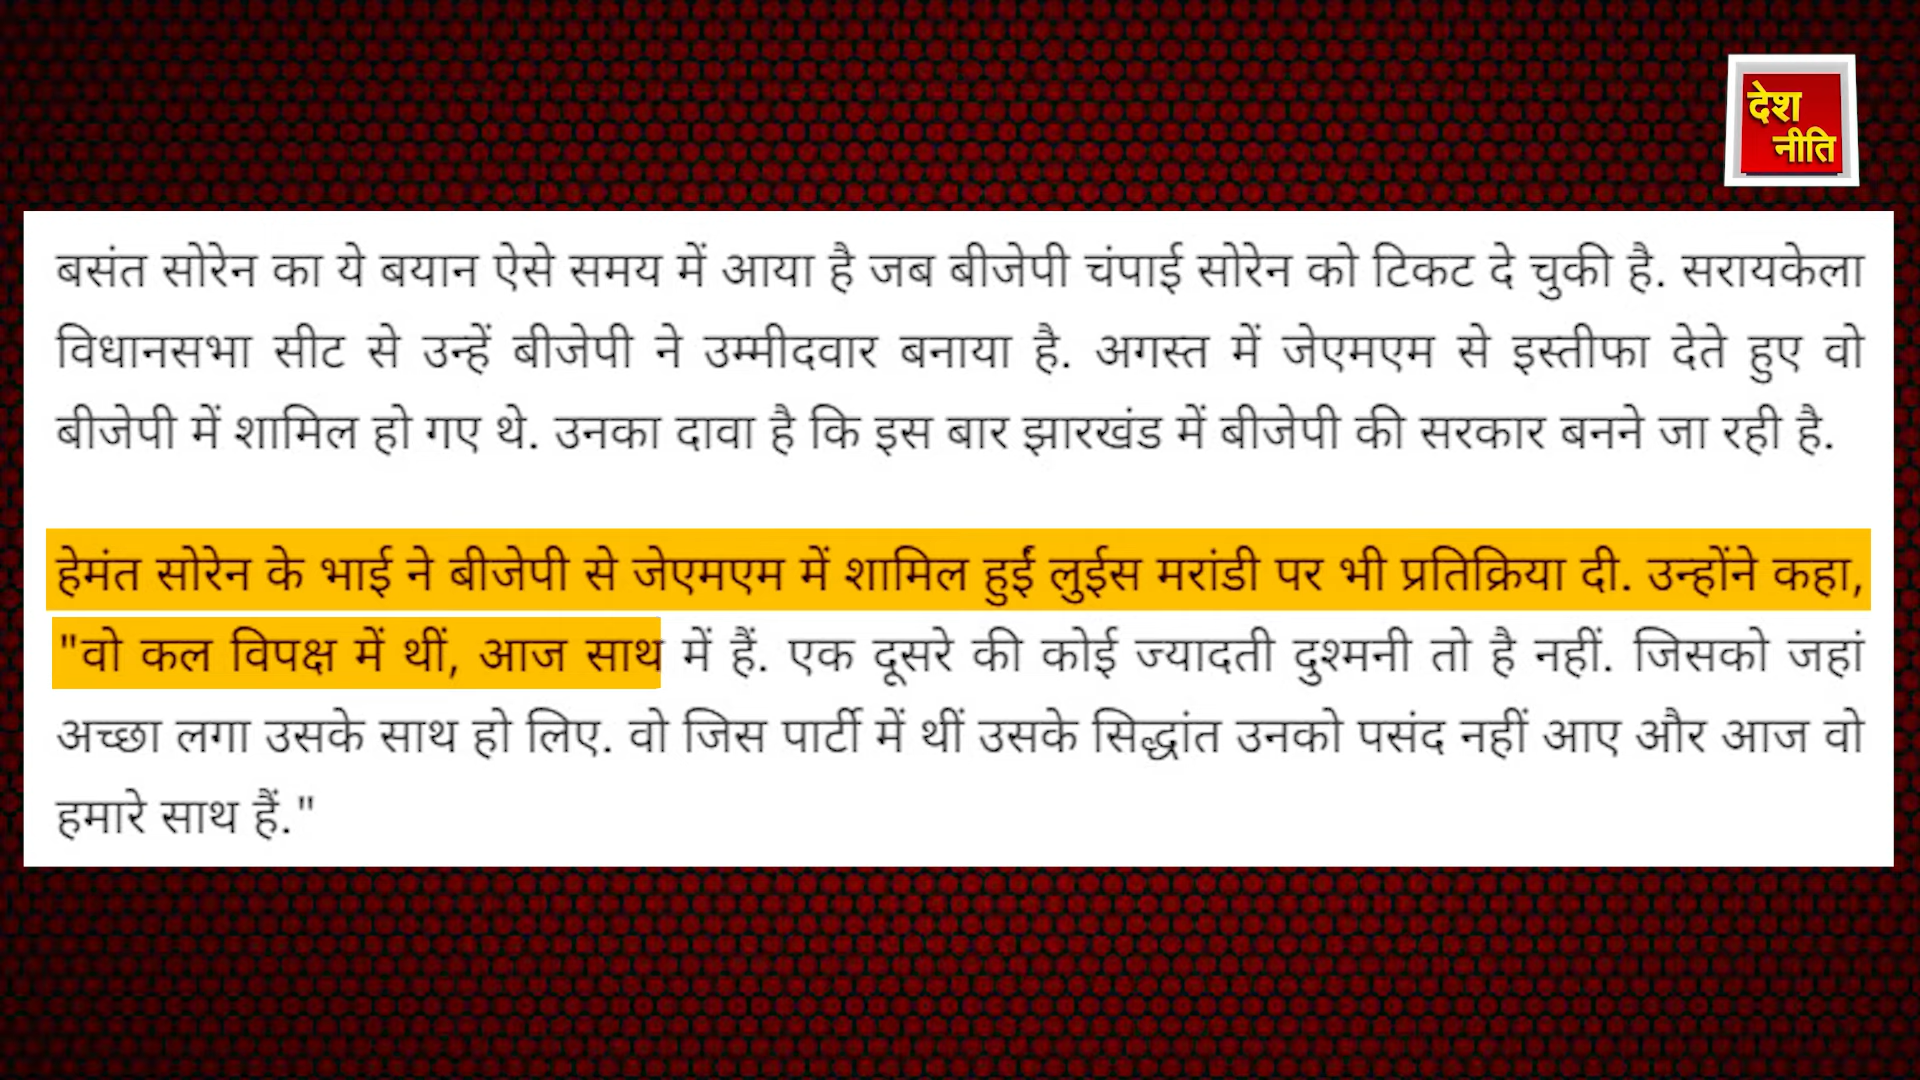 देश
नीति
बसंत सोरेन का ये बयान ऐसे समय में आया है जब बीजेपी चंपाई सोरेन को टिकट दे चुकी है. सरायकेला
विधानसभा सीट से उन्हें बीजेपी ने उम्मीदवार बनाया है. अगस्त में जेएमएम से इस्तीफा देते हुए वो
बीजेपी में शामिल हो गए थे. उनका दावा है कि इस बार झारखंड में बीजेपी की सरकार बनने जा रही है.
हेमंत सोरेन के भाई ने बीजेपी से जेएमएम में शामिल हुईं लुईस मरांडी पर भी प्रतिक्रिया दी. उन्होंने कहा,
"वो कल विपक्ष में थीं, आज साथ में हैं. एक दूसरे की कोई ज्यादती दुश्मनी तो है नहीं. जिसको जहां
अच्छा लगा उसके साथ हो लिए. वो जिस पार्टी में थीं उसके सिद्धांत उनको पसंद नहीं आए और आज वो
हमारे साथ हैं."